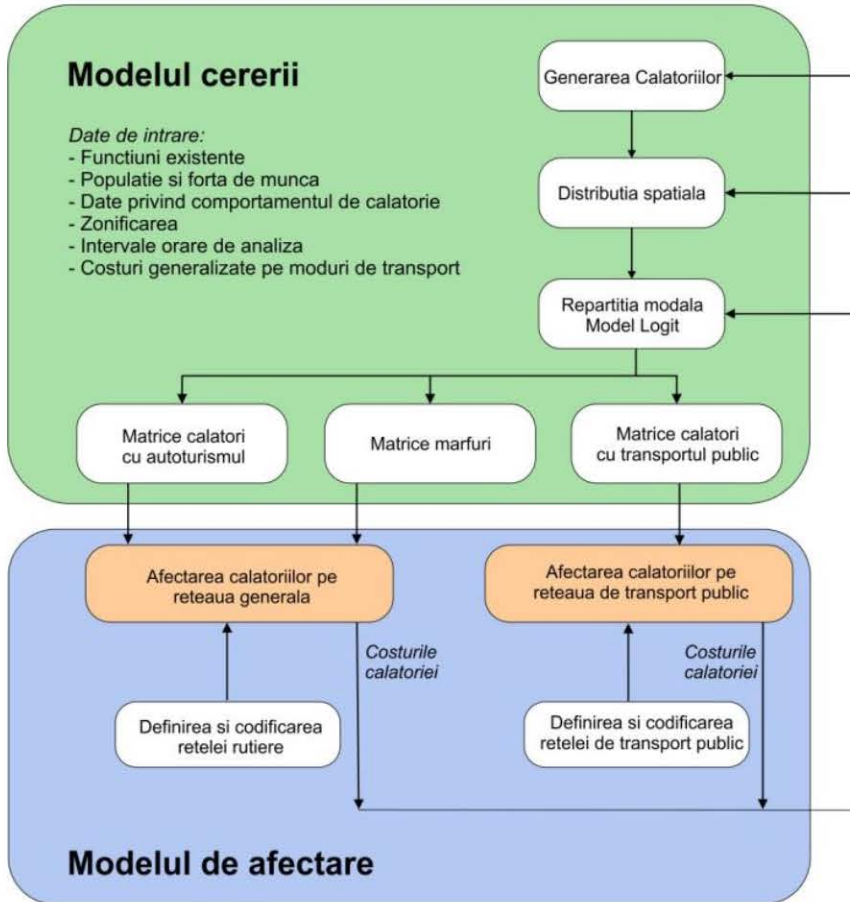 Modelul cererii
Date de intrare:
- Functiuni existente
- Populatie si forta de munca
- Date privind comportamentul de calatorie
- Zonificarea
- Intervale orare de analiza
- Costuri generalizate pe moduri de transport
Generarea Calatoriilor
Distributia spatiala
Repartitia modala
Model Logit
Matrice calatori
cu autoturismul
Matrice marfuri
Matrice calatori
cu transportul public
Afectarea calatoriilor pe
reteaua generala
Afectarea calatoriilor pe
reteaua de transport public
Costurile
calatoriei
Costurile
calatoriei
Definirea si codificarea
retelei rutiere
Definirea si codificarea
retelei de transport public
Modelul de afectare